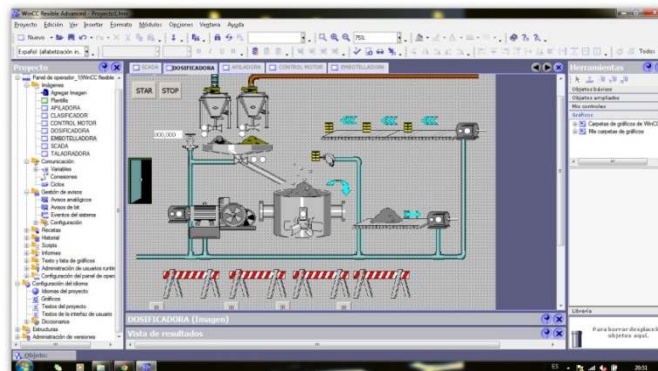 WinCC flexible Advanced - Proyecto1.hmi
Proyecto Edición Ver Insertar Formato Módulos Opciones Ventana Ayuda
Nuevo
75%
Español (alfabetización in..
Proyecto
Panel de operador_1(WinCC flexible
Imágenes
Agregar Imagen
Plantilla
APILADORA
CLASIFICADOR
CONTROL MOTOR
DOSIFICADORA
EMBOTELLADORA
SCADA
TALADRADORA
Comunicación
Variables
Conexiones
Ciclos
Gestión de avisos
Avisos analógicos
Avisos de bit
Eventos del sistema
Configuración
Recetas
Historial
Scripts
Informes
Texto y lista de gráficos
Administración de usuarios runtim
Configuración del panel de oper
Configuración del idioma
Idiomas del proyecto
Gráficos
Textos del proyecto
Textos de la interfaz de usuario
Diccionarios
Estructuras
Administración de versiones
Objeto:
SCADA
DOSIFICADORA
APILADORA
CONTROL MOTOR
EMBOTELLADORA
STAR
STOP
000,000
DOSIFICADORA (Imagen)
Vista de resultados
Herramientas
Objetos básicos
Objetos ampliados
Mis controles
Gráficos
Carpetas de gráficos de WinCC
Mis carpetas de gráficos
Librería
Para borrar desplace
objetos aquí.
Todos
ES
20:51